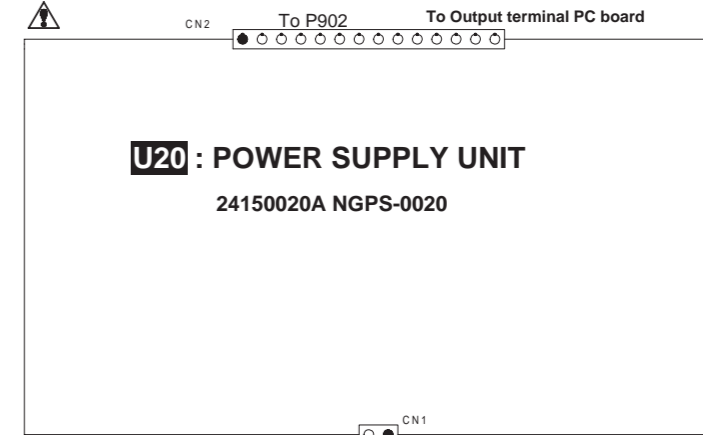 CN2 To P902 To Output terminal PC board
U20 : POWER SUPPLY UNIT
24150020A NGPS-0020
CN1